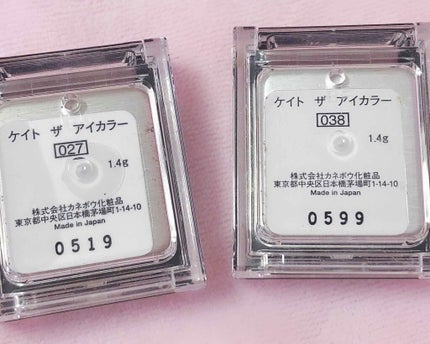 ケイト ザ アイカラー
027
1.4g
株式会社カネボウ化粧品
東京都中央区日本橋茅場町1-14-10
Made in Japan
0519
ケイト ザ アイカラー
038
1.4g
株式会社カネボウ化粧品
東京都中央区日本橋茅場町1-14-10
Made in Japan
0599